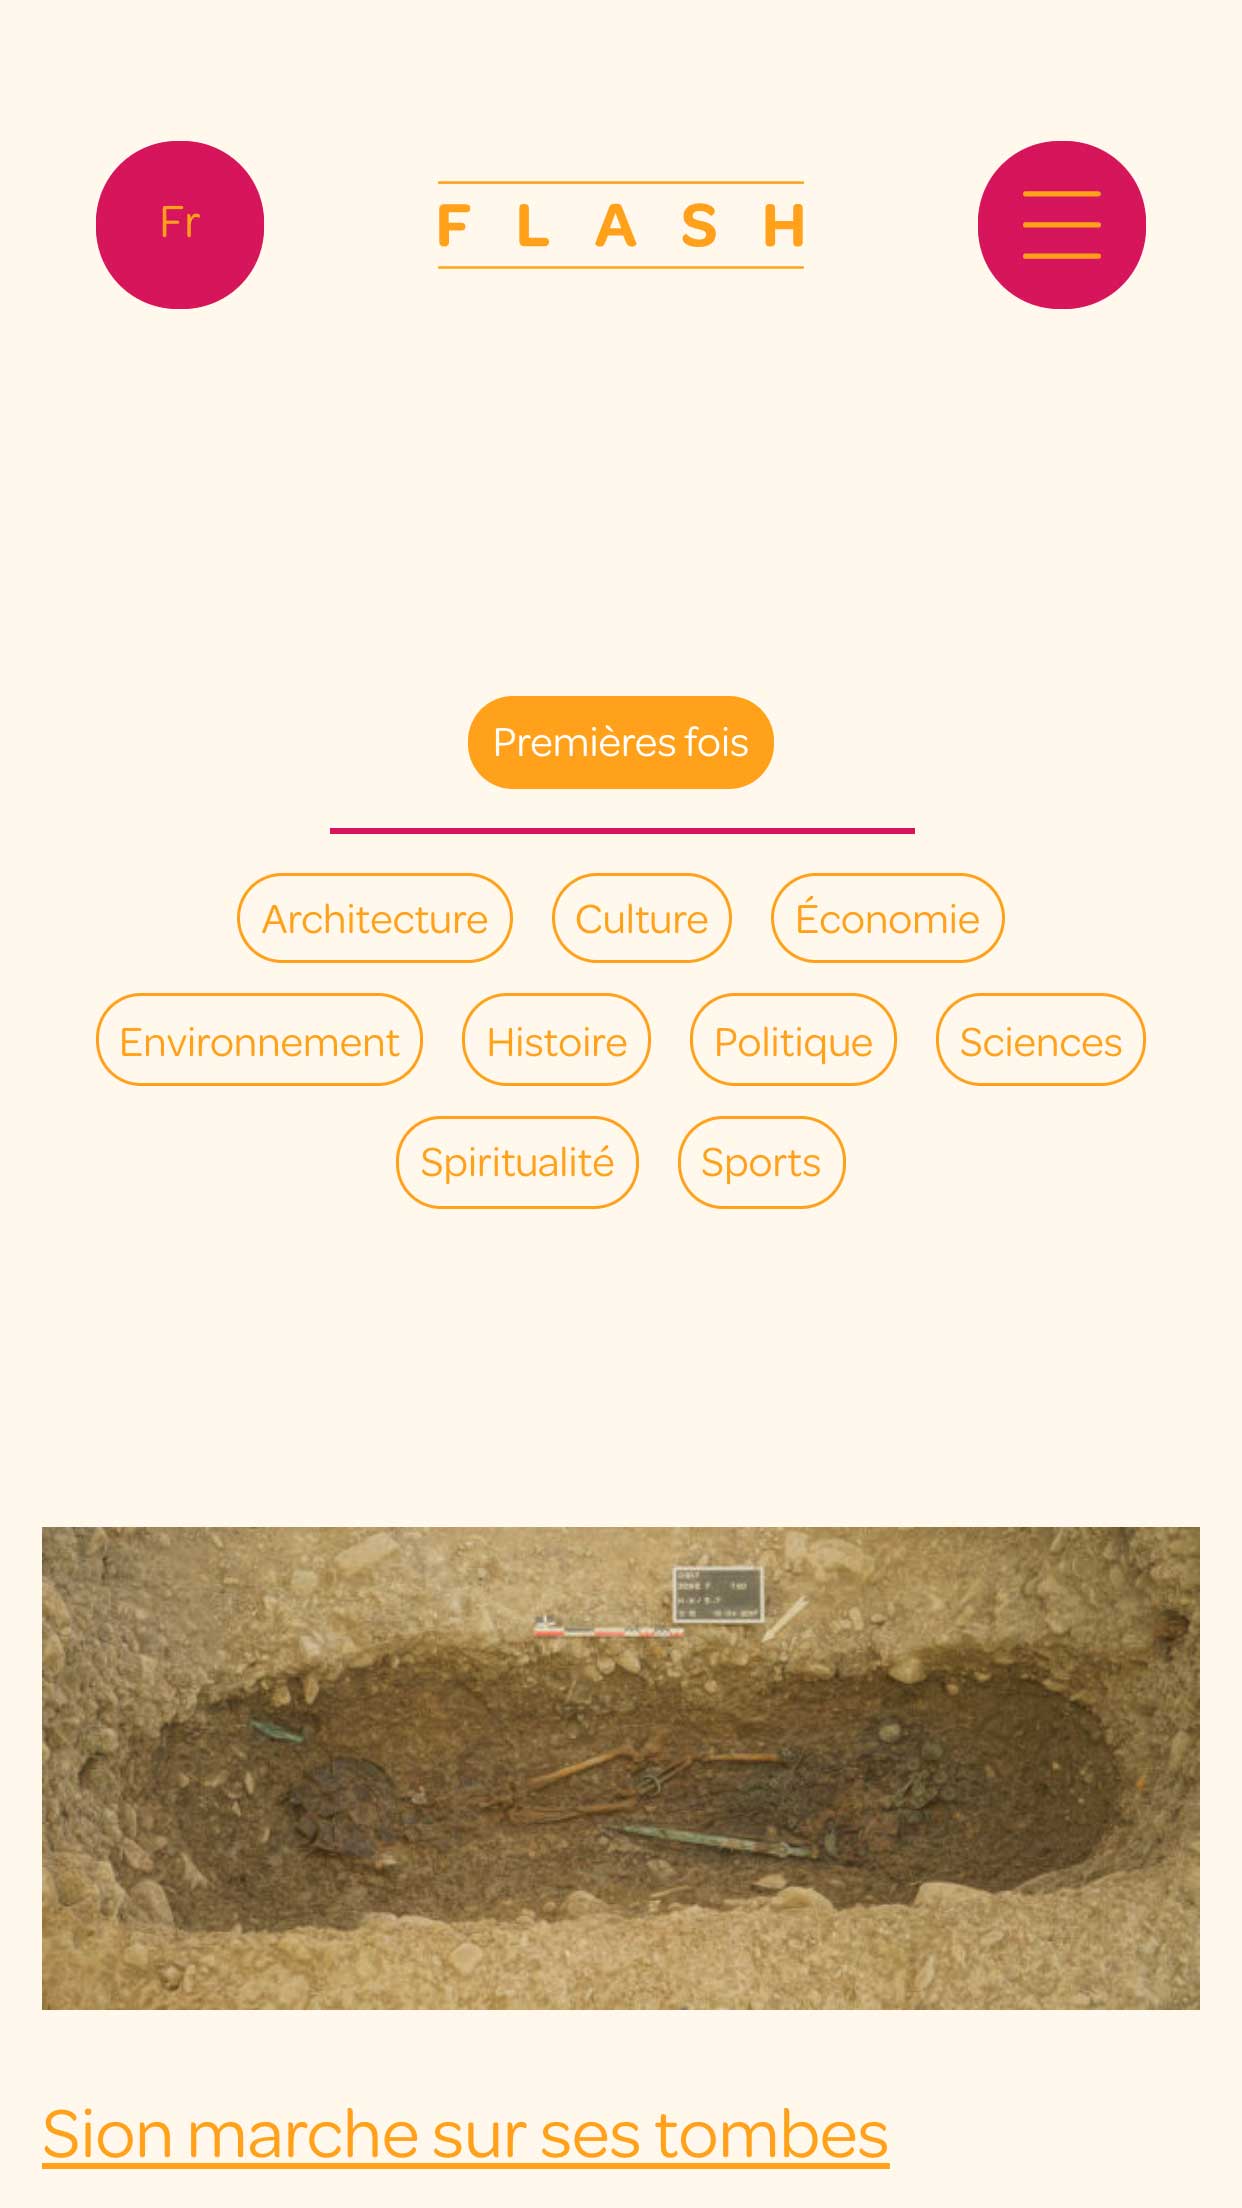 Fr
FLASH
Premières fois
Architecture Culture Économie
Environnement Histoire Politique Sciences
Spiritualité Sports
Sion marche sur ses tombes